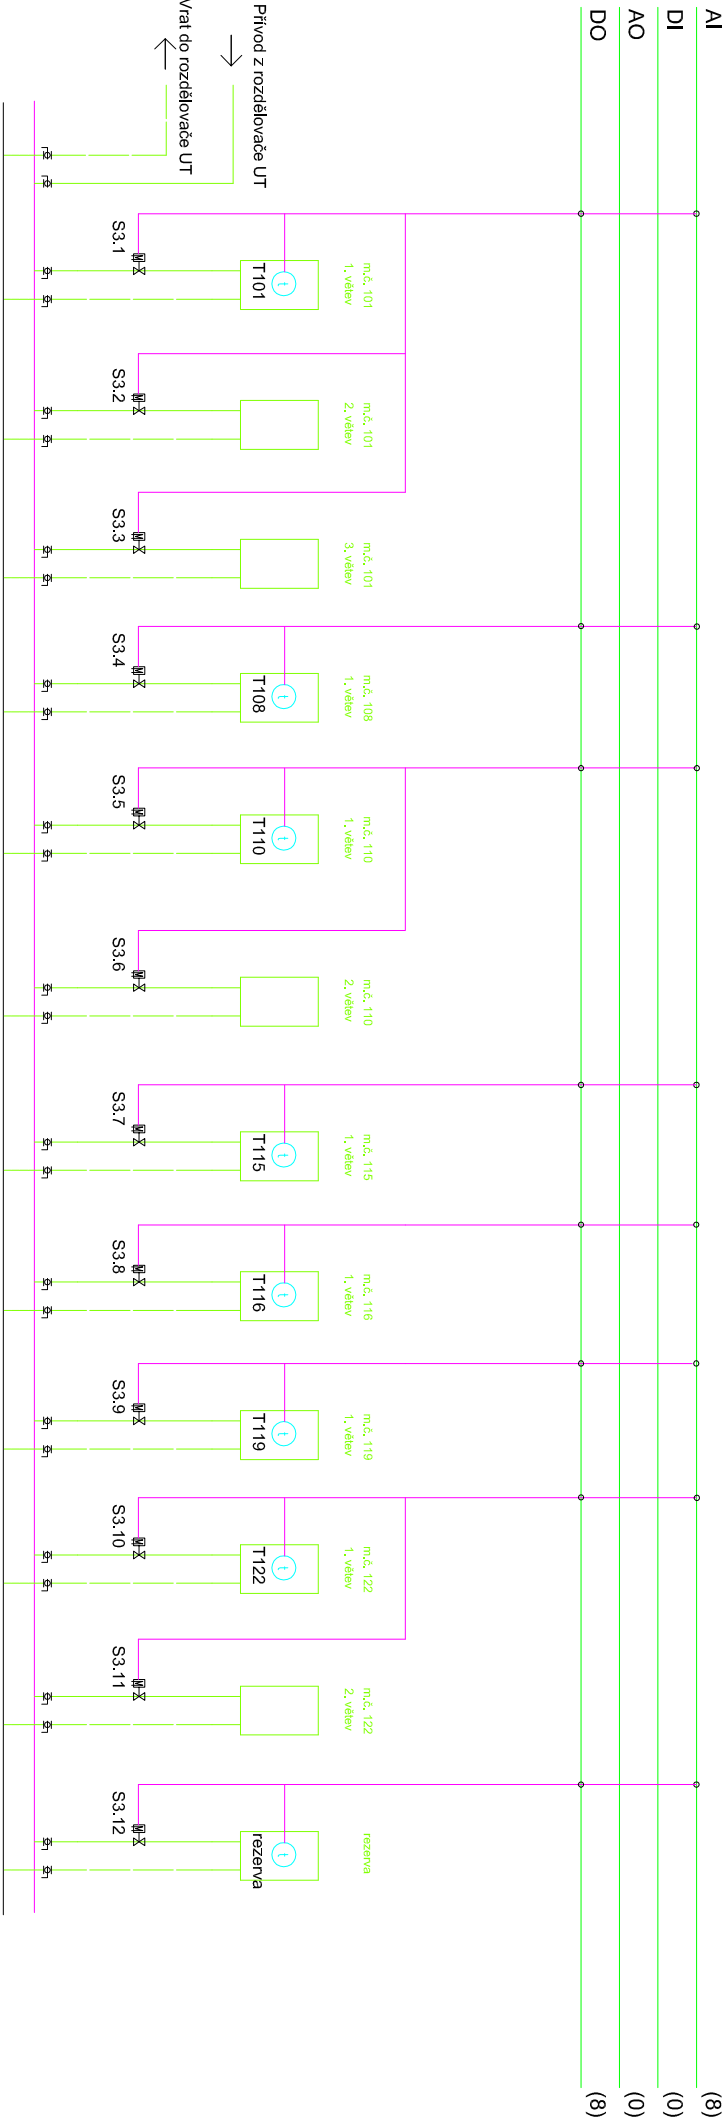 AI
(8)
DI
(0)
AO
(0)
DO
(8)
Přívod z rozdělovače UT
Vrat do rozdělovače UT
m.č. 101
1. větev
m.č. 101
2. větev
m.č. 101
3. větev
m.č. 108
1. větev
m.č. 110
1. větev
m.č. 110
2. větev
m.č. 115
1. větev
m.č. 116
1. větev
m.č. 119
1. větev
m.č. 122
1. větev
m.č. 122
2. větev
rezerva
t
T101
t
T108
t
T110
t
T115
t
T116
t
T119
t
T122
t
rezerva
M
M
M
M
M
M
M
M
M
M
M
M
S3.1
S3.2
S3.3
S3.4
S3.5
S3.6
S3.7
S3.8
S3.9
S3.10
S3.11
S3.12